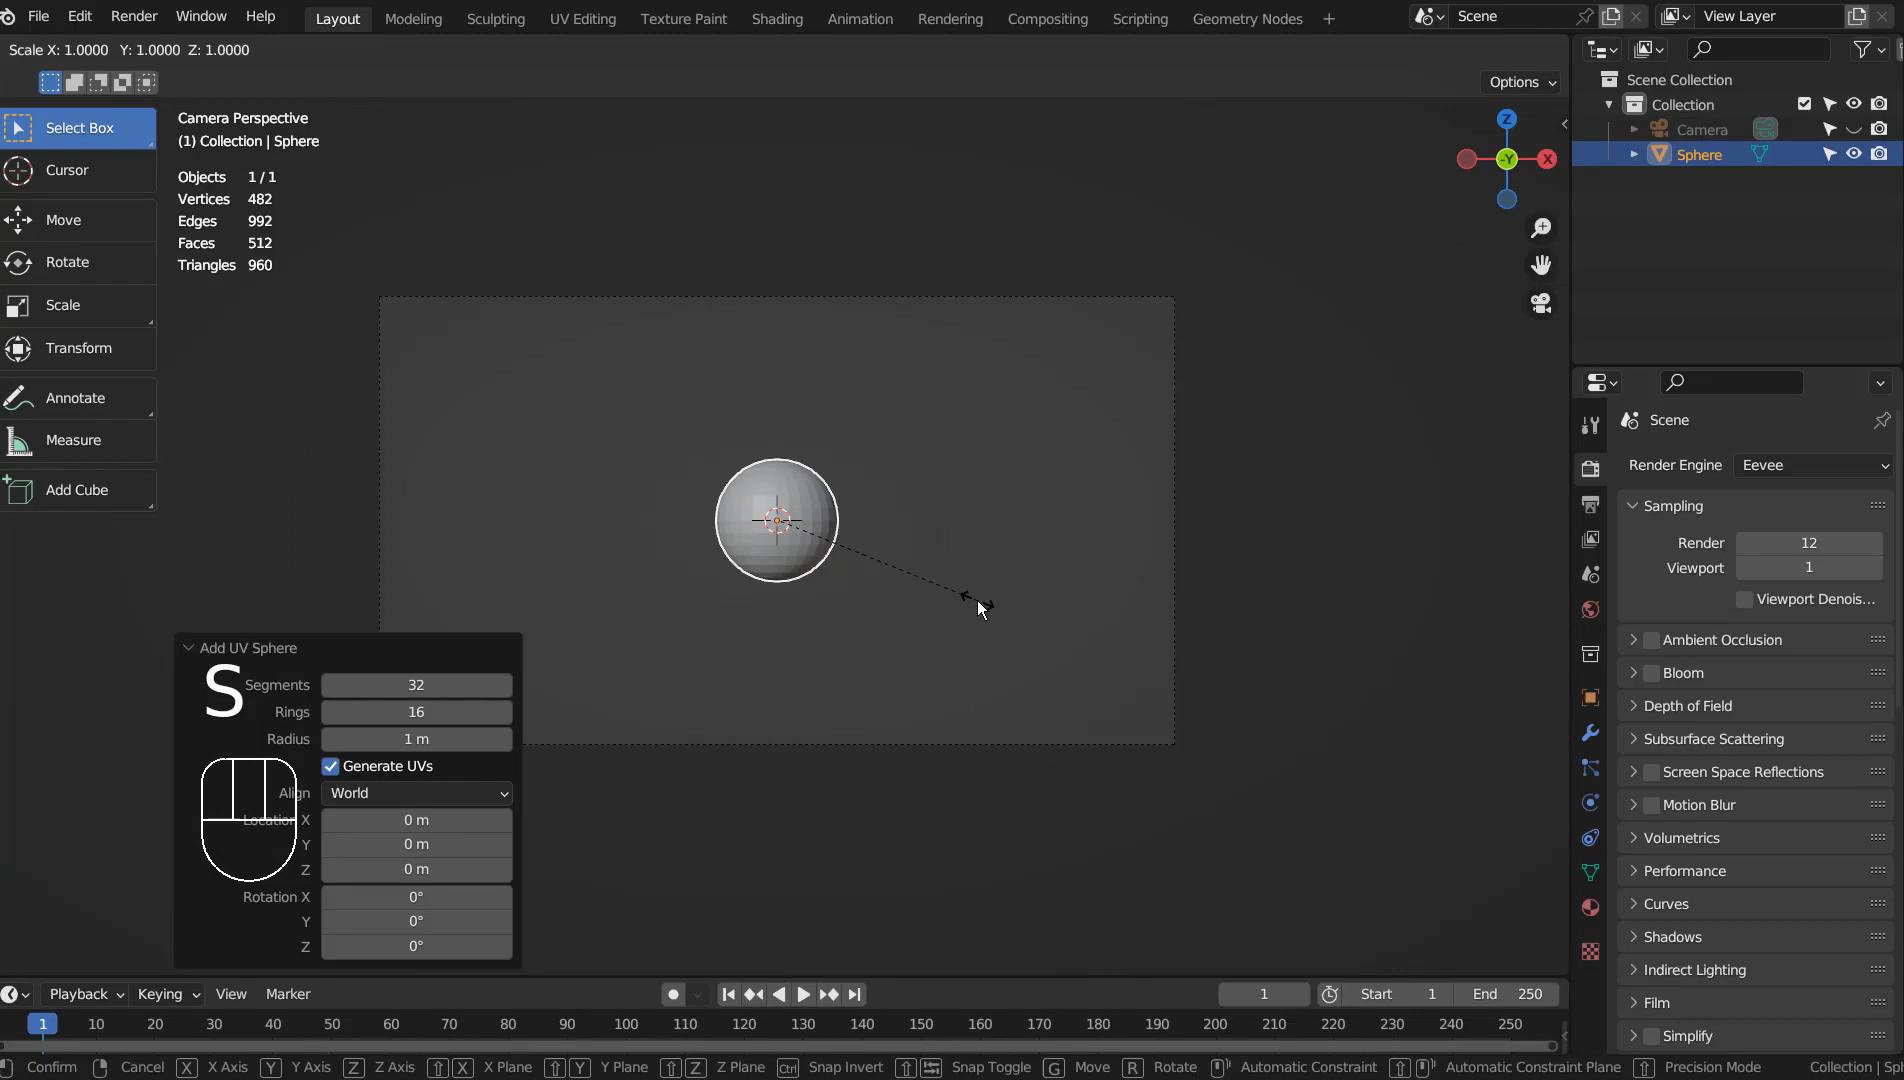 File Edit Render Window Help Layout Modeling Sculpting UV Editing Texture Paint Shading Animation Rendering Compositing Scripting Geometry Nodes + Scene View Layer
Scale X: 1.0000 Y: 1.0000 Z: 1.0000
Options
Select Box
Cursor
Move
Rotate
Scale
Transform
Annotate
Measure
Add Cube
Camera Perspective
(1) Collection | Sphere
Objects 1 / 1
Vertices 482
Edges 992
Faces 512
Triangles 960
Z
-Y
X
Add UV Sphere
S
Segments 32
Rings 16
Radius 1 m
Generate UVs
Align World
Location X 0 m
Y 0 m
Z 0 m
Rotation X 0°
Y 0°
Z 0°
Scene Collection
Collection
Camera
Sphere
Scene
Render Engine Eevee
Sampling
Render 12
Viewport 1
Viewport Denois...
Ambient Occlusion
Bloom
Depth of Field
Subsurface Scattering
Screen Space Reflections
Motion Blur
Volumetrics
Performance
Curves
Shadows
Indirect Lighting
Film
Simplify
Playback Keying View Marker 1 Start 1 End 250
1 10 20 30 40 50 60 70 80 90 100 110 120 130 140 150 160 170 180 190 200 210 220 230 240 250
Confirm Cancel X X Axis Y Y Axis Z Z Axis X X Plane Y Y Plane Z Z Plane Ctrl Snap Invert Snap Toggle G Move R Rotate Automatic Constraint Automatic Constraint Plane Precision Mode Collection | Sp